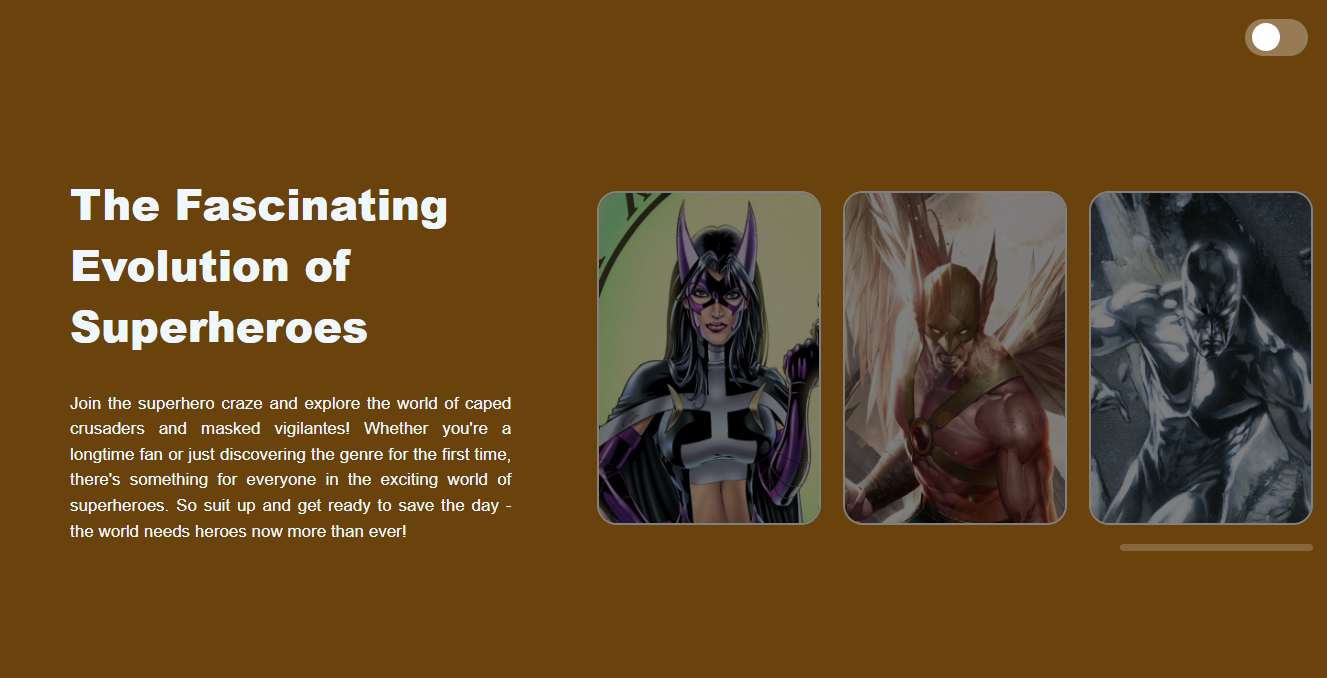 The Fascinating
Evolution of
Superheroes
Join the superhero craze and explore the world of caped
crusaders and masked vigilantes! Whether you're a
longtime fan or just discovering the genre for the first time,
there's something for everyone in the exciting world of
superheroes. So suit up and get ready to save the day -
the world needs heroes now more than ever!